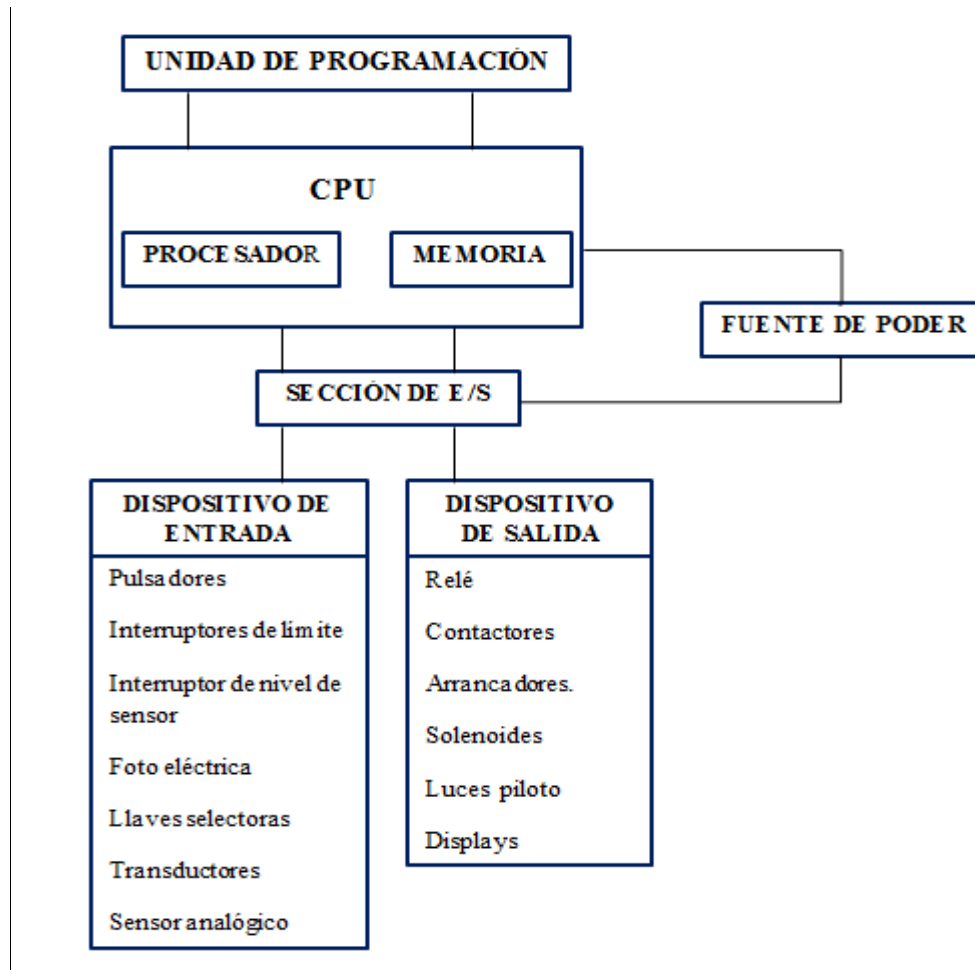 UNIDAD DE PROGRAMACIÓN
CPU
PROCESADOR
MEMORIA
FUENTE DE PODER
SECCIÓN DE E/S
DISPOSITIVO DE
ENTRADA
Pulsadores
Interruptores de límite
Interruptor de nivel de
sensor
Foto eléctrica
Llaves selectoras
Transductores
Sensor analógico
DISPOSITIVO
DE SALIDA
Relé
Contactores
Arrancadores.
Solenoides
Luces piloto
Displays